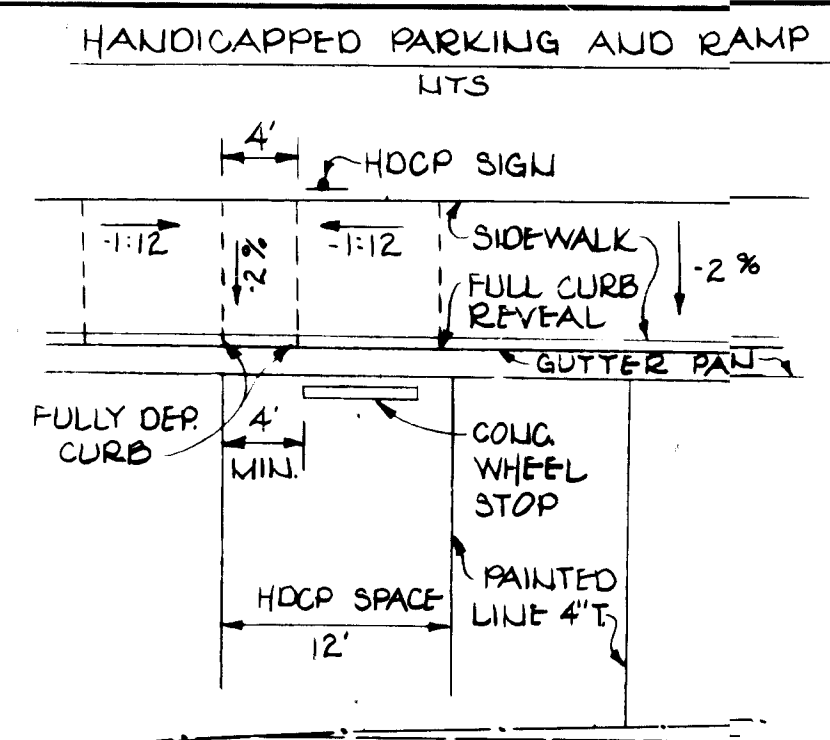 HANDICAPPED PARKING AND RAMP
NTS
4'
HDCP SIGN
-1:12
-2%
-1:12
SIDEWALK
-2%
FULL CURB
REVEAL
GUTTER PAN
FULLY DEP.
CURB
4'
MIN.
CONC.
WHEEL
STOP
HDCP SPACE
12'
PAINTED
LINE 4"T.